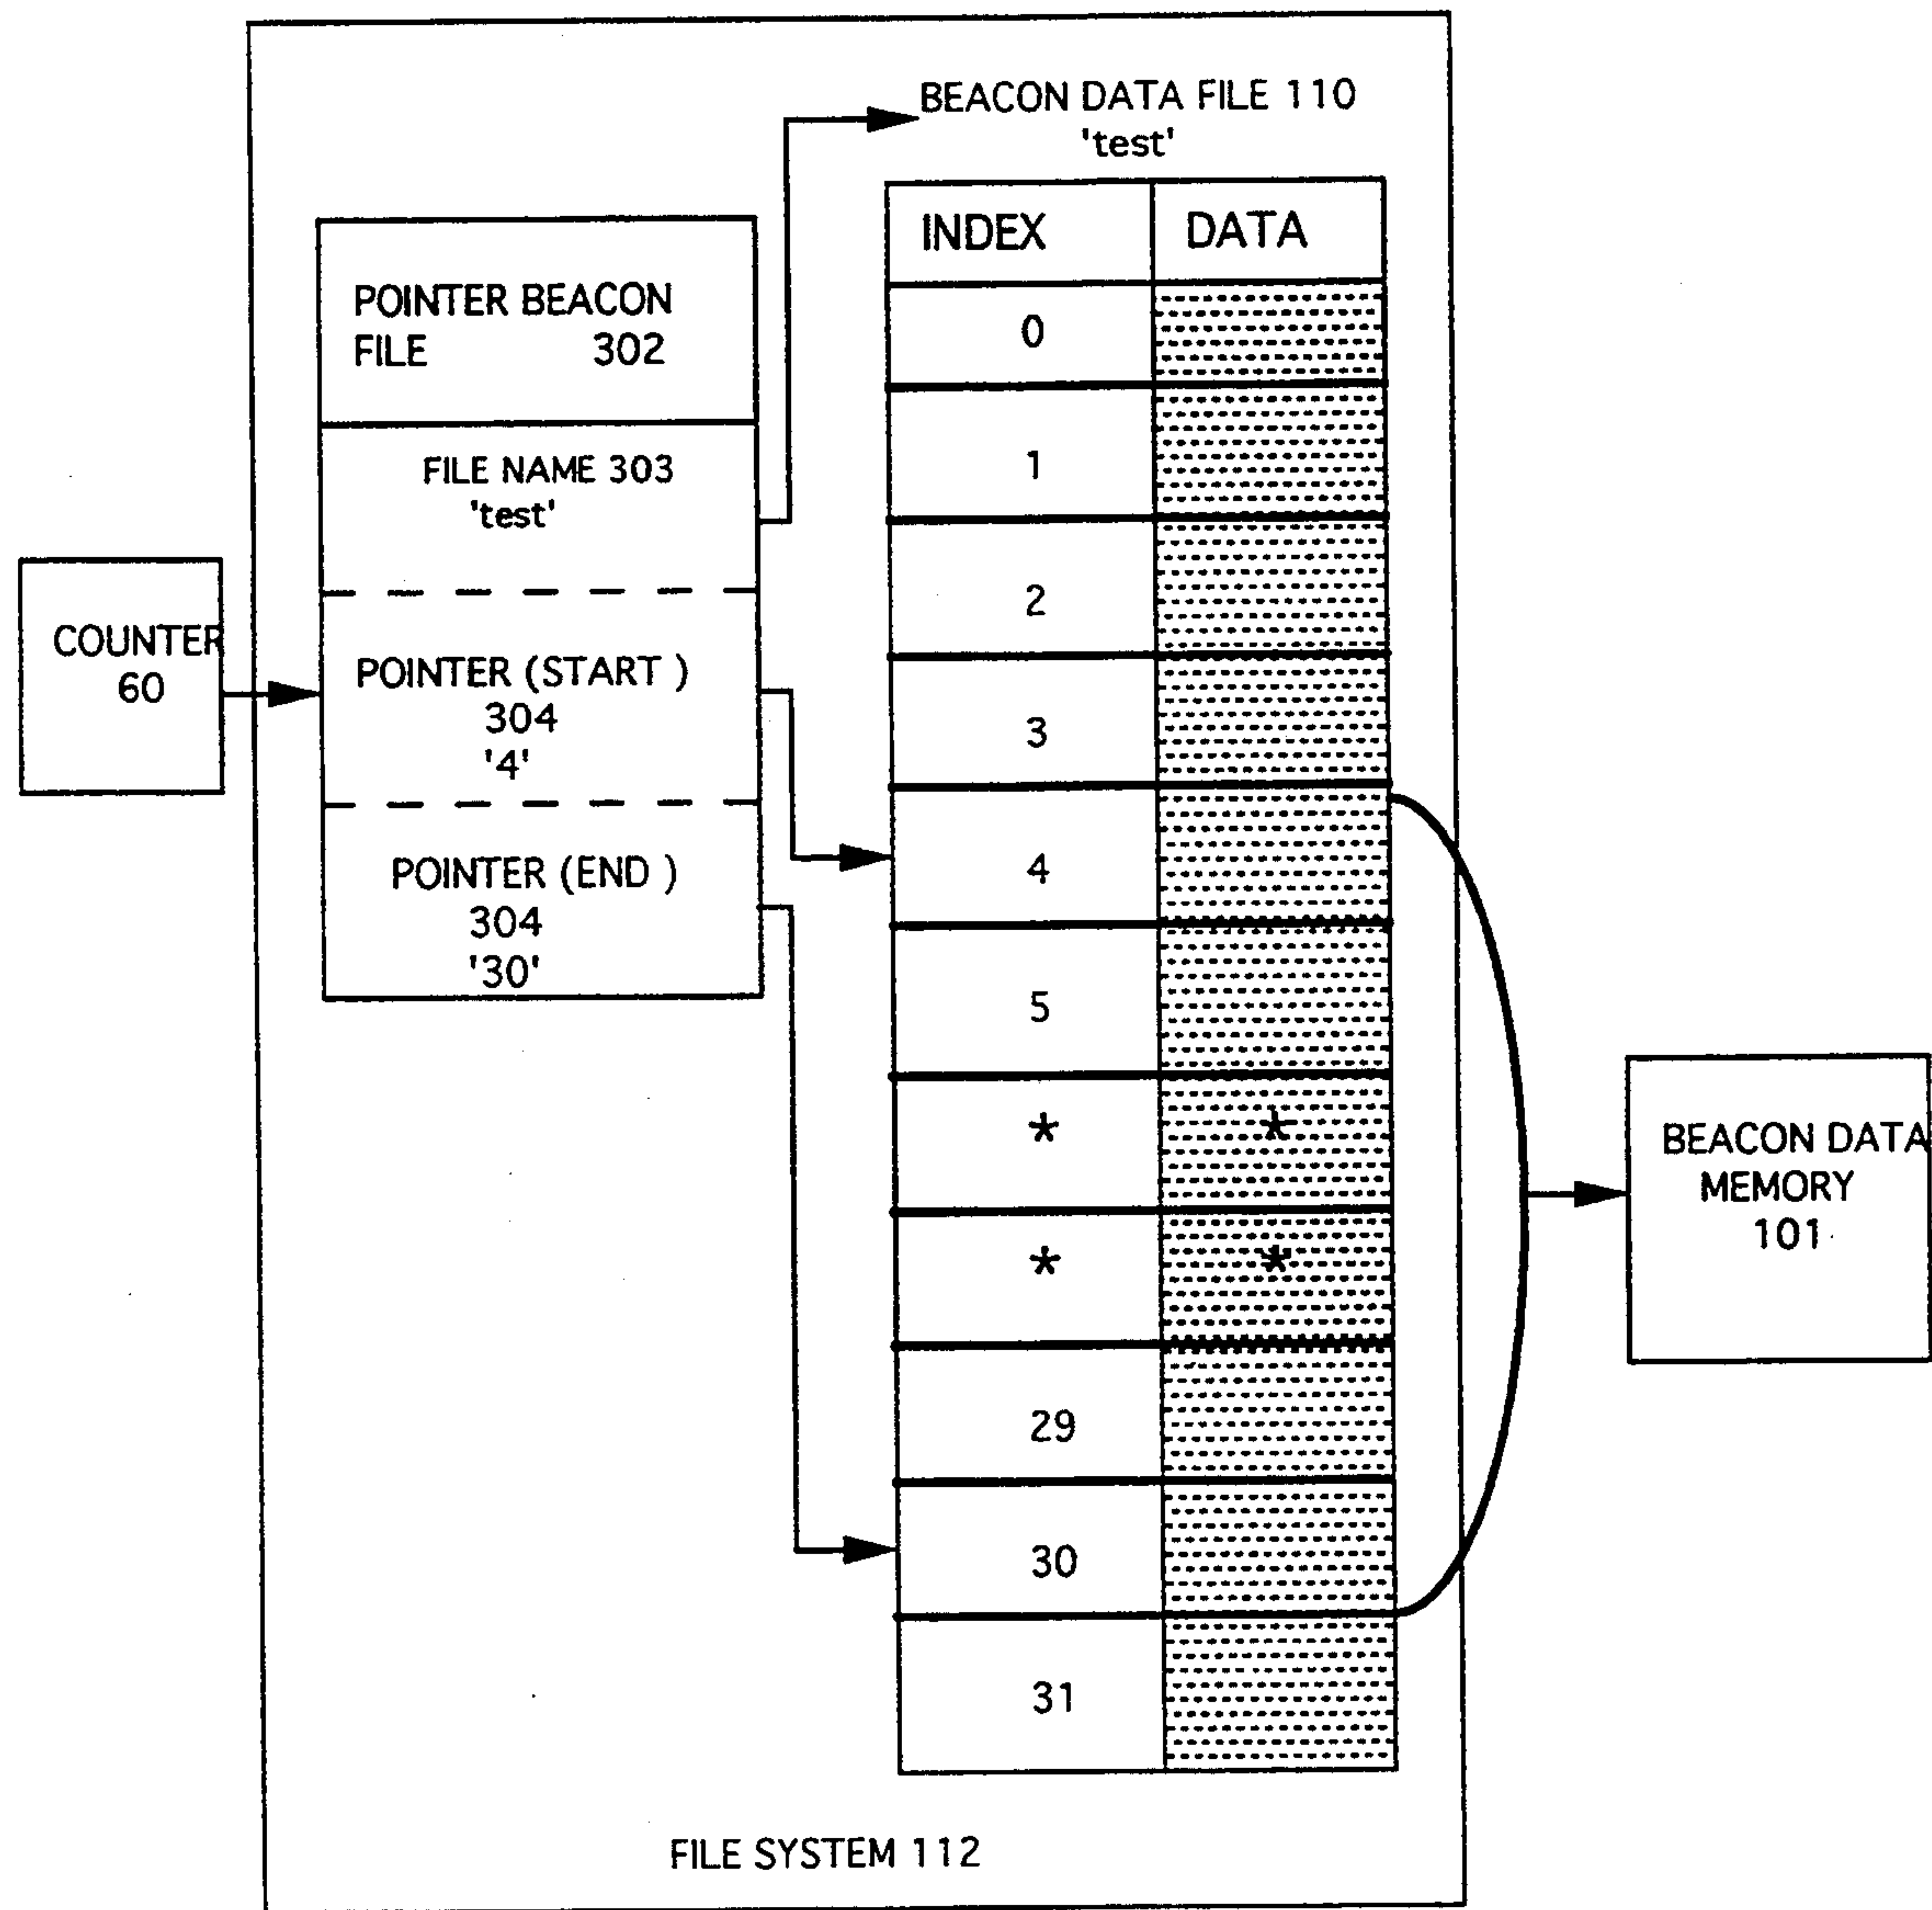 BEACON DATA FILE 110
'test'
INDEX DATA
POINTER BEACON
FILE 302
FILE NAME 303
'test'
POINTER (START )
304
'4'
POINTER (END )
304
'30'
COUNTER
60
0
1
2
3
4
5
* *
* *
29
30
31
BEACON DATA
MEMORY
101
FILE SYSTEM 112